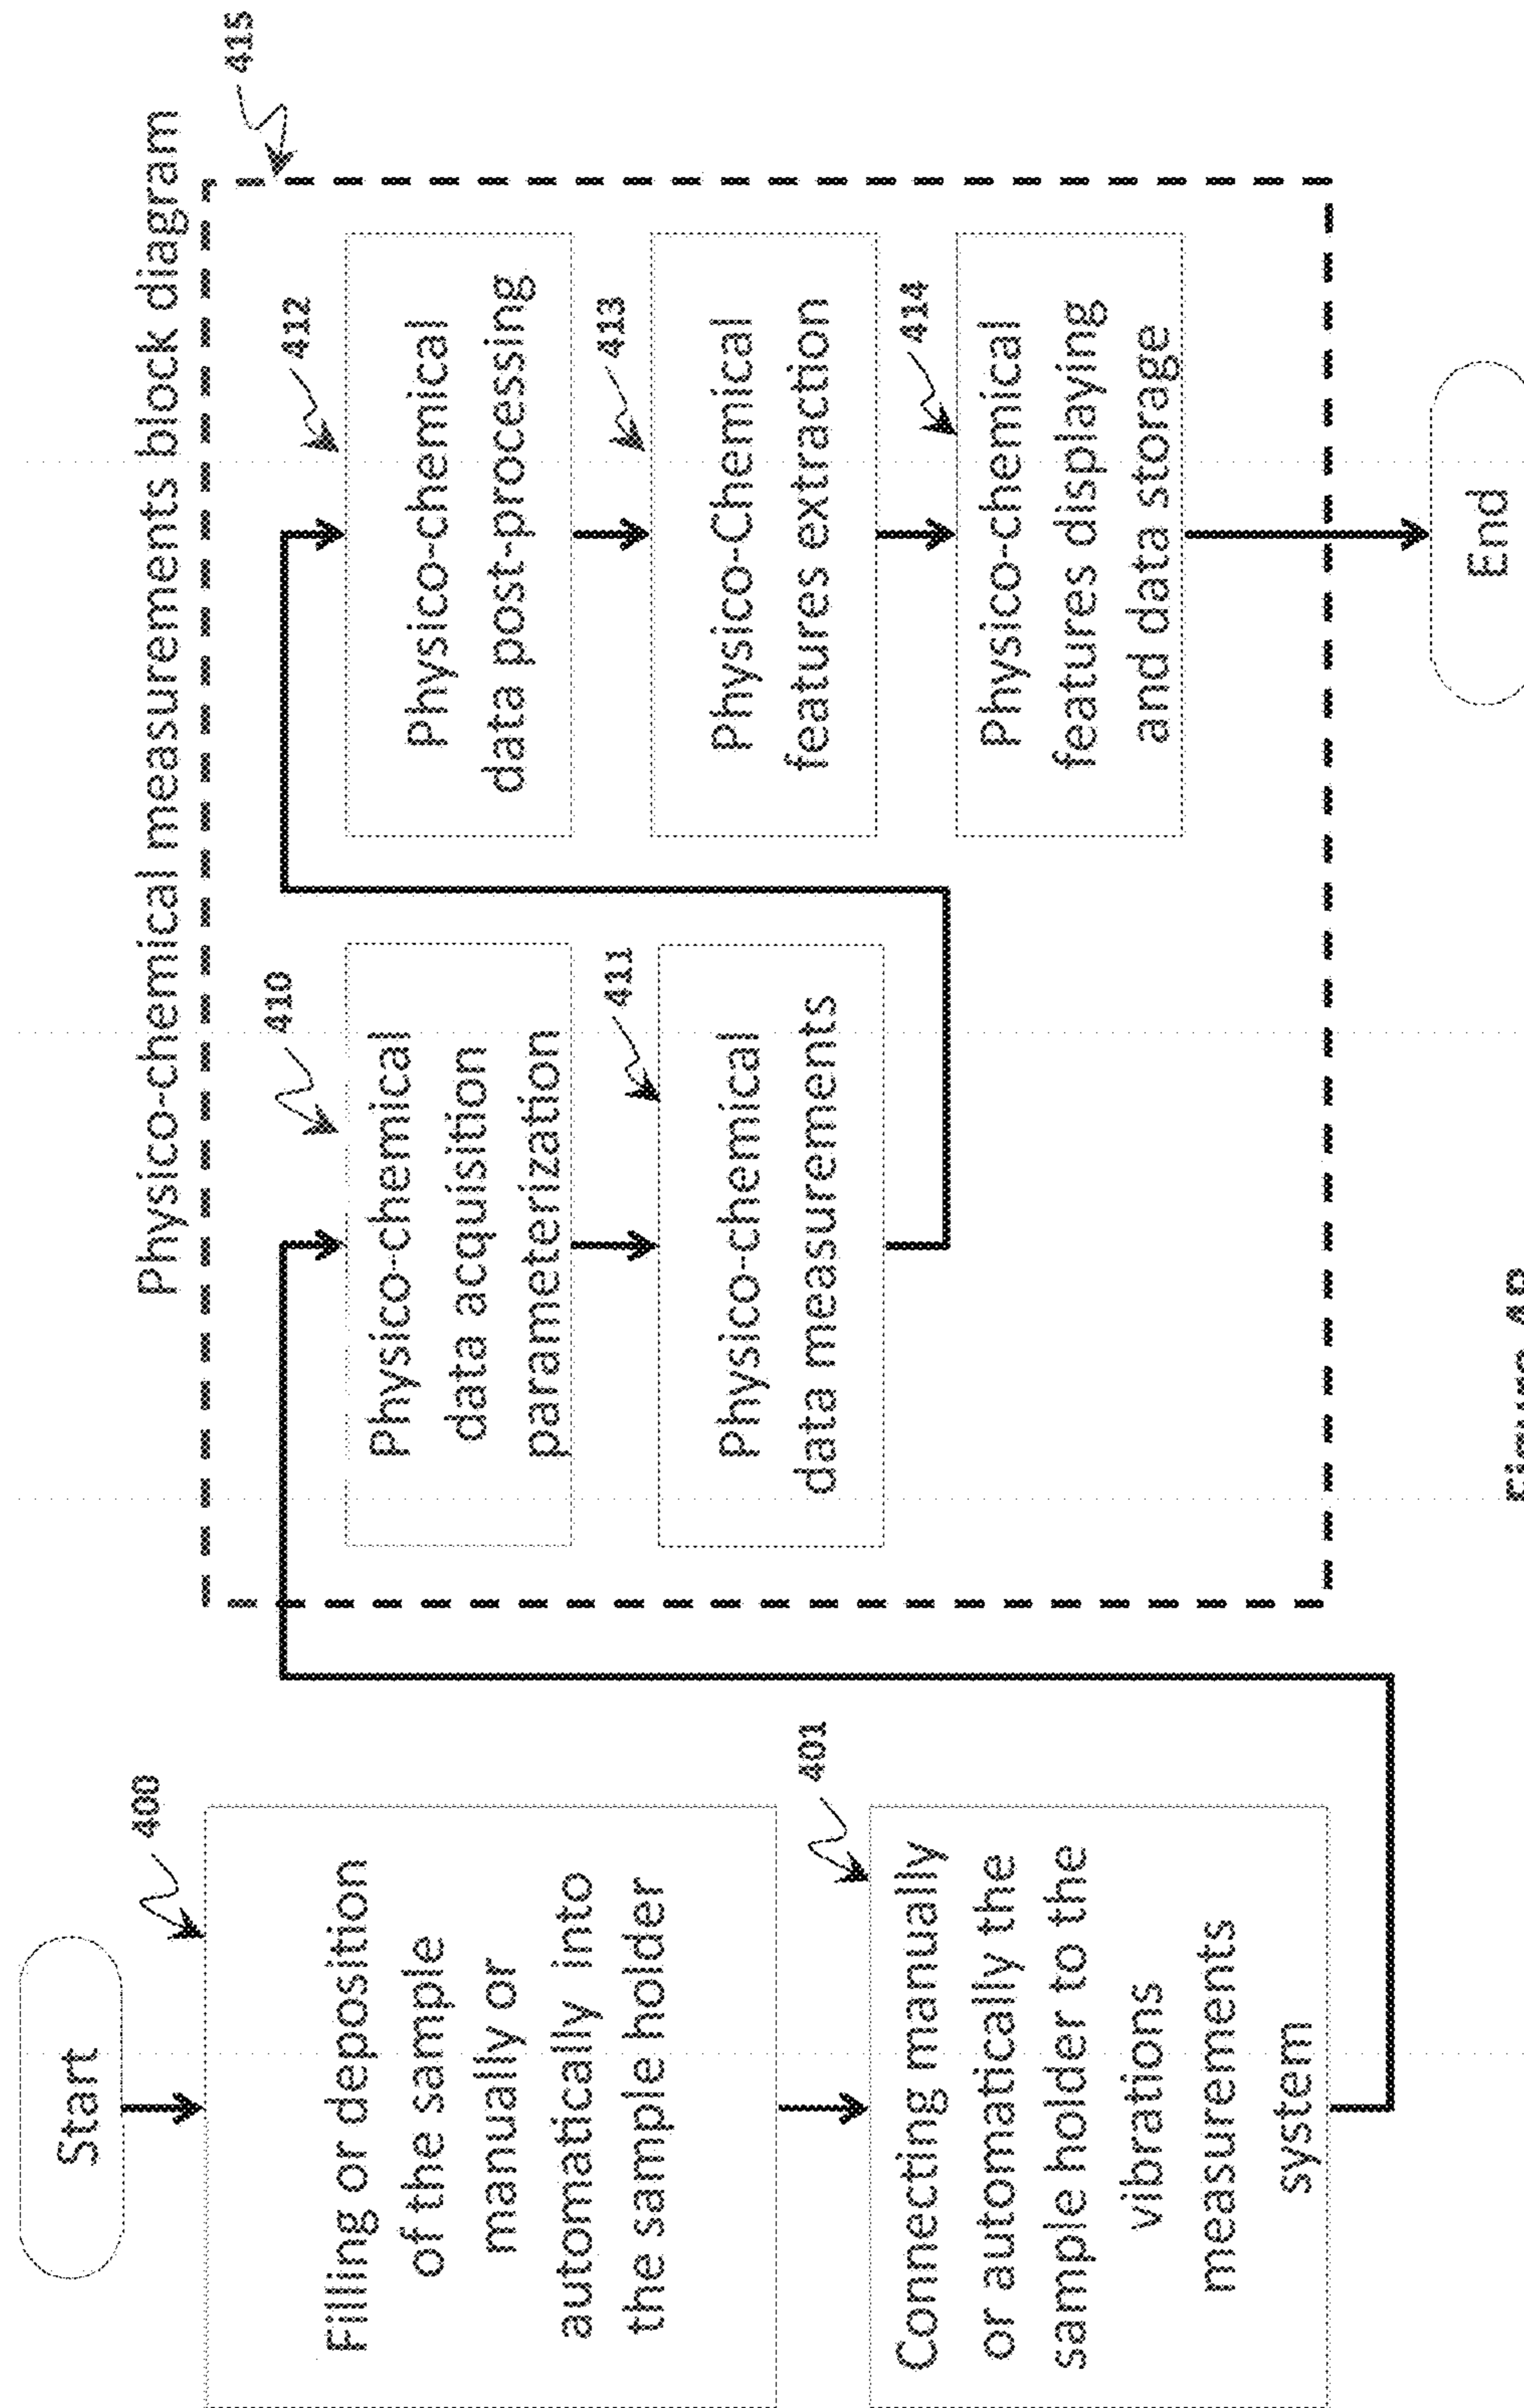 Start
400
Filling or deposition
of the sample
manually or
automatically into
the sample holder
401
Connecting manually
or automatically the
sample holder to the
vibrations
measurements
system
Physico-chemical measurements block diagram
415
410
Physico-chemical
data acquisition
parameterization
411
Physico-chemical
data measurements
412
Physico-chemical
data post-processing
413
Physico-Chemical
features extraction
414
Physico-chemical
features displaying
and data storage
End
Figure 4B